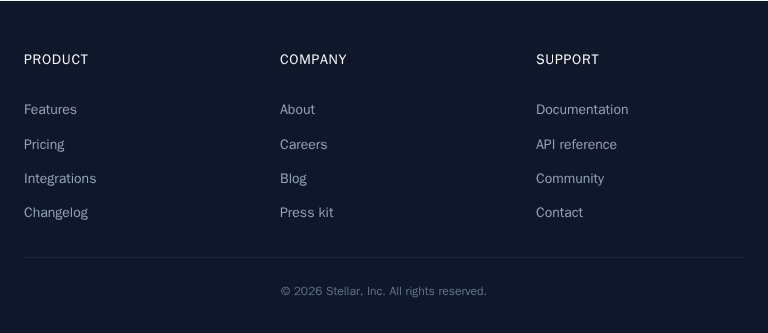 PRODUCT
Features
Pricing
Integrations
Changelog
COMPANY
About
Careers
Blog
Press kit
SUPPORT
Documentation
API reference
Community
Contact
© 2026 Stellar, Inc. All rights reserved.